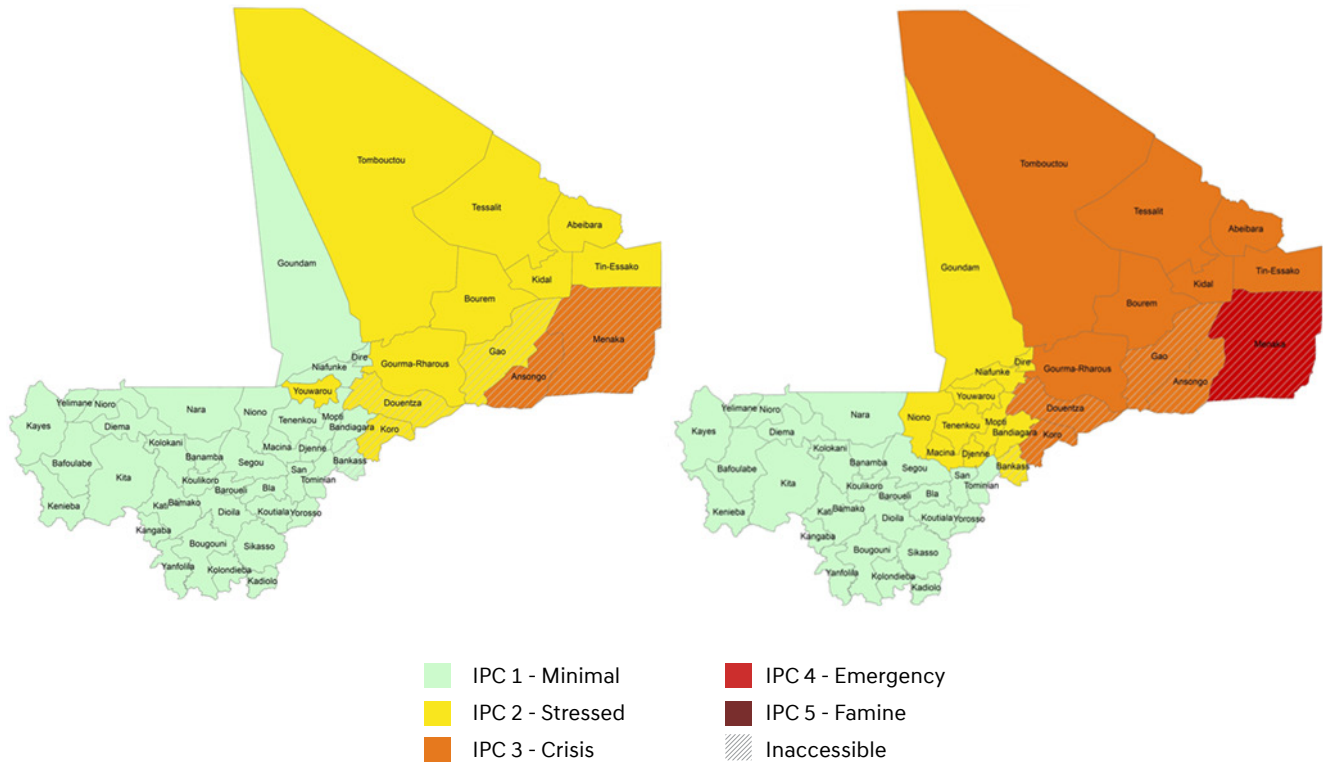 Tombouctou
Tessalit
Abeibara
Goundam
Tin-Essako
Kidal
Bourem
Menaka
Gao
Dire
Gourma-Rharous
Niafunke
Ansongo
Youwarou
Douentza
Yelimane
Nioro
Nara
Niono
Tenenkou
Mopti
Kayes
Diema
Bandiagara
Koro
Kolokani
Macina
Djenne
Bafoulabe
Banamba
Segou
Bankass
Kita
San
Koulikoro
Tominian
Baroueli
Bla
Kenieba
Kati
Bamako
Dioila
Koutiala
Yorosso
Kangaba
Bougouni
Sikasso
Yanfolila
Kolondieba
Kadiolo
Tombouctou
Tessalit
Abeibara
Goundam
Tin-Essako
Kidal
Bourem
Menaka
Gao
Dire
Gourma-Rharous
Niafunke
Ansongo
Youwarou
Douentza
Yelimane
Nioro
Nara
Niono
Tenenkou
Mopti
Kayes
Diema
Bandiagara
Koro
Kolokani
Macina
Djenne
Bafoulabe
Banamba
Segou
Bankass
Kita
San
Koulikoro
Tominian
Baroueli
Bla
Kenieba
Kati
Bamako
Dioila
Koutiala
Yorosso
Kangaba
Bougouni
Sikasso
Yanfolila
Kolondieba
Kadiolo
IPC 1 - Minimal
IPC 2 - Stressed
IPC 3 - Crisis
IPC 4 - Emergency
IPC 5 - Famine
Inaccessible